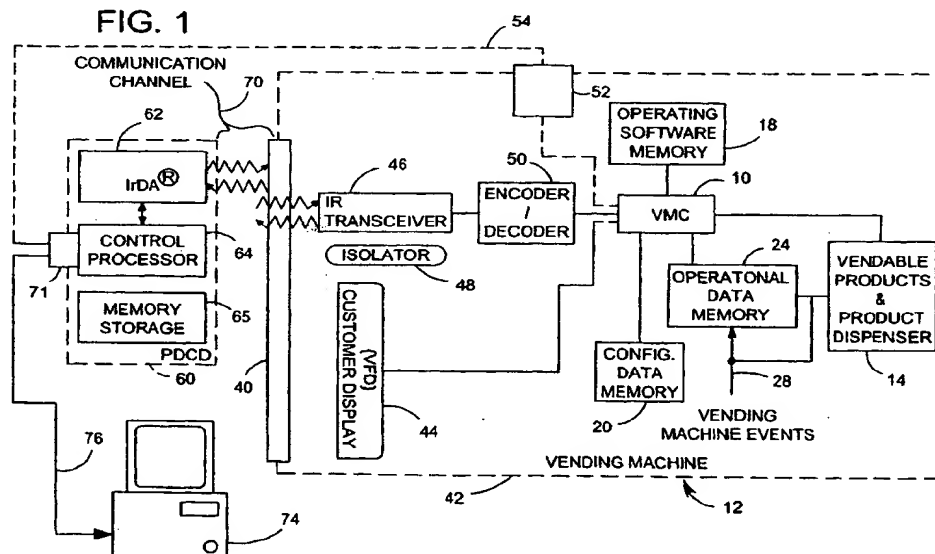 FIG. 1
54
COMMUNICATION
CHANNEL
70
62
52
OPERATING
SOFTWARE
MEMORY
18
IrDA®
46
50
10
IR
TRANSCEIVER
ENCODER
/
DECODER
VMC
CONTROL
PROCESSOR
64
ISOLATOR
48
24
VENDABLE
PRODUCTS
&
PRODUCT
DISPENSER
71
OPERATONAL
DATA
MEMORY
MEMORY
STORAGE
65
PDCD
60
40
CUSTOMER DISPLAY
(VFD)
44
CONFIG.
DATA
MEMORY
20
28
14
VENDING
MACHINE EVENTS
76
VENDING MACHINE
42
12
74